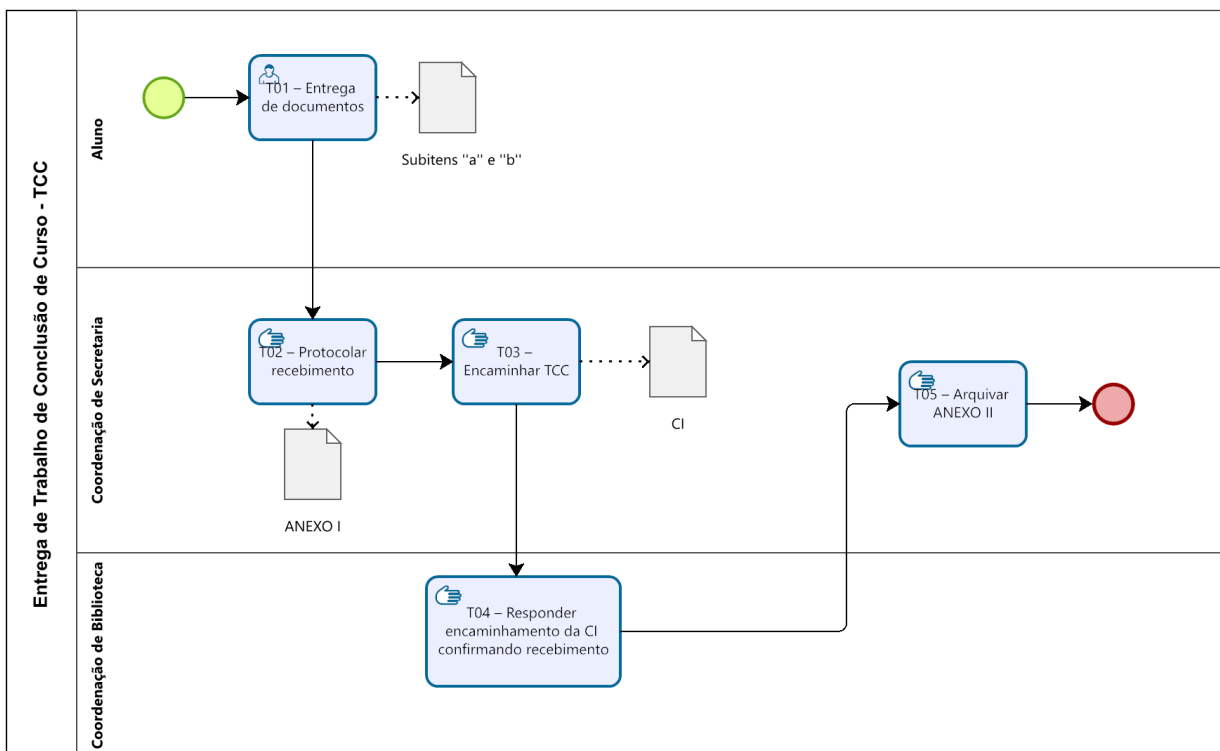 Entrega de Trabalho de Conclusão de Curso - TCC
Aluno
T01 – Entrega
de documentos
Subitens "a" e "b"
Coordenação de Secretaria
T02 – Protocolar
recebimento
ANEXO I
T03 –
Encaminhar TCC
CI
T05 – Arquivar
ANEXO II
Coordenação de Biblioteca
T04 – Responder
encaminhamento da CI
confirmando recebimento